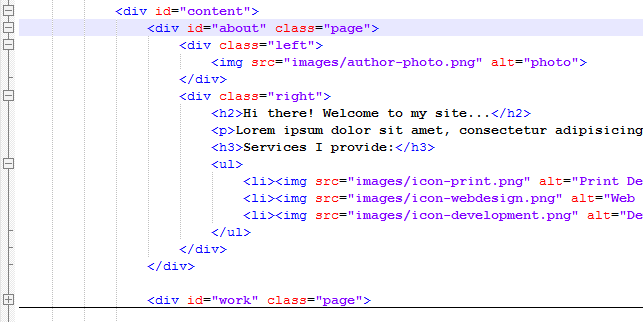 <div id="content">
<div id="about" class="page">
<div class="left">
<img src="images/author-photo.png" alt="photo">
</div>
<div class="right">
<h2>Hi there! Welcome to my site...</h2>
<p>Lorem ipsum dolor sit amet, consectetur adipisicing
<h3>Services I provide:</h3>
<ul>
<li><img src="images/icon-print.png" alt="Print De
<li><img src="images/icon-webdesign.png" alt="Web
<li><img src="images/icon-development.png" alt="De
</ul>
</div>
</div>
<div id="work" class="page">